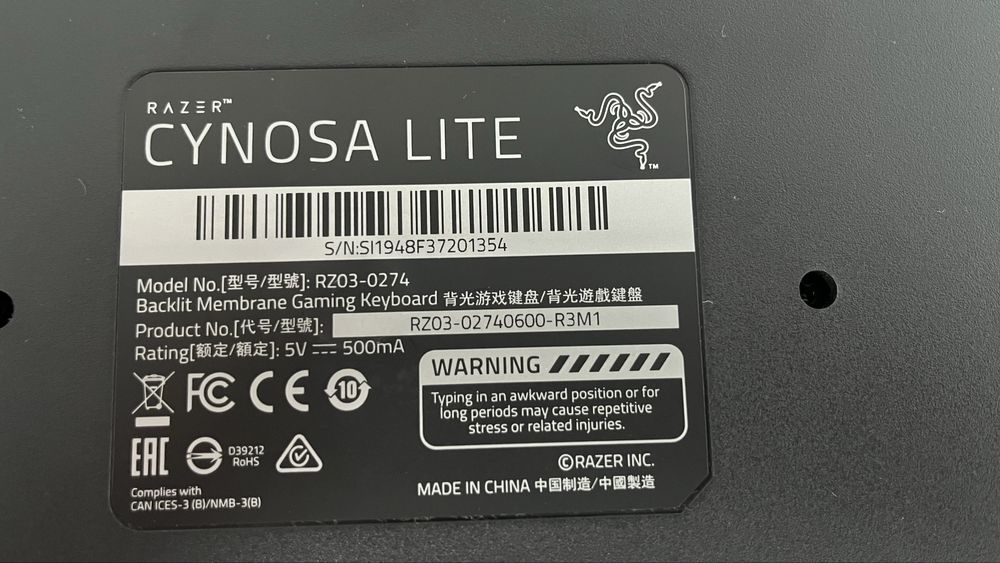 RAZER™
CYNOSA LITE
™
S/N:SI1948F37201354
Model No.[型号/型號]: RZ03-0274
Backlit Membrane Gaming Keyboard 背光游戏键盘/背光遊戲鍵盤
Product No.[代号/型號]: RZ03-02740600-R3M1
Rating[额定/額定]: 5V ⎓ 500mA
WARNING
Typing in an awkward position or for
long periods may cause repetitive
stress or related injuries.
FC CE 10
EAC D39212
RoHS
Complies with
CAN ICES-3 (B)/NMB-3(B)
©RAZER INC.
MADE IN CHINA 中国制造/中國製造